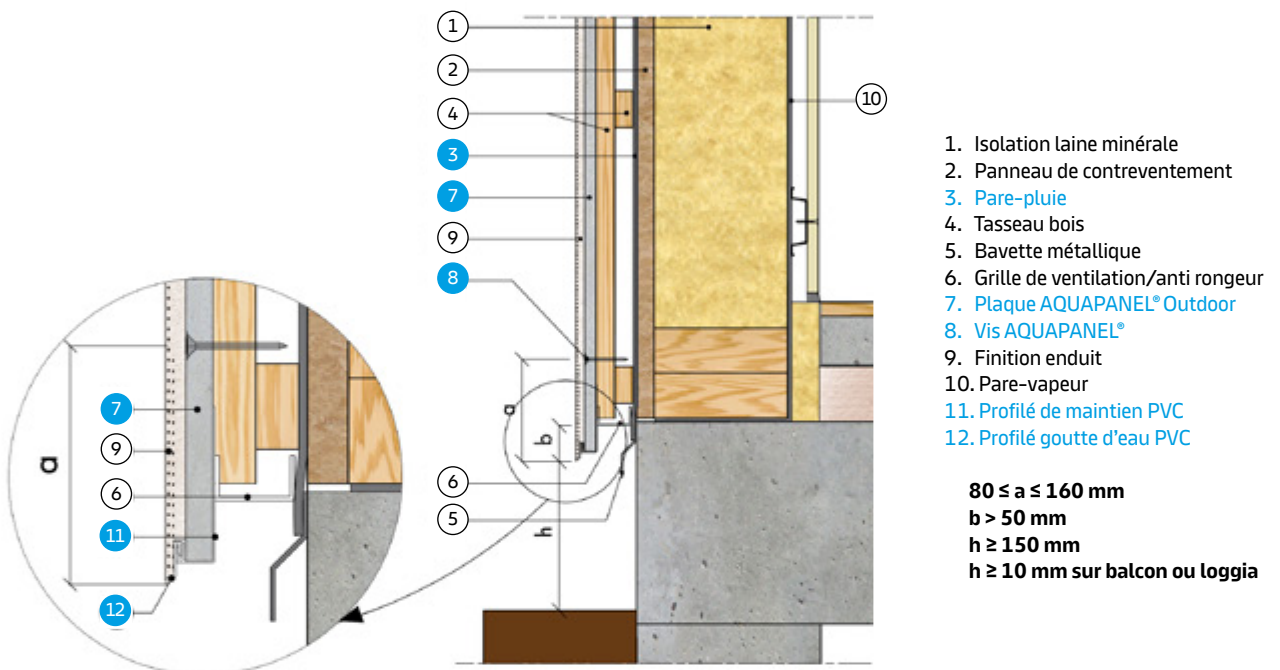 1
2
4
3
7
9
8
6
5
10
a
b
h
7
9
6
11
12
a
1. Isolation laine minérale
2. Panneau de contreventement
3. Pare-pluie
4. Tasseau bois
5. Bavette métallique
6. Grille de ventilation/anti rongeur
7. Plaque AQUAPANEL® Outdoor
8. Vis AQUAPANEL®
9. Finition enduit
10. Pare-vapeur
11. Profilé de maintien PVC
12. Profilé goutte d'eau PVC
80 ≤ a ≤ 160 mm
b > 50 mm
h ≥ 150 mm
h ≥ 10 mm sur balcon ou loggia